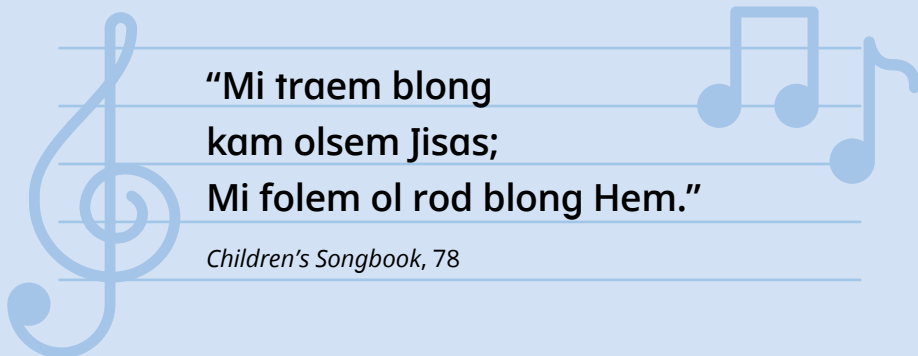 “Mi traem blong
kam olsem Jisas;
Mi folem ol rod blong Hem.”
Children’s Songbook, 78